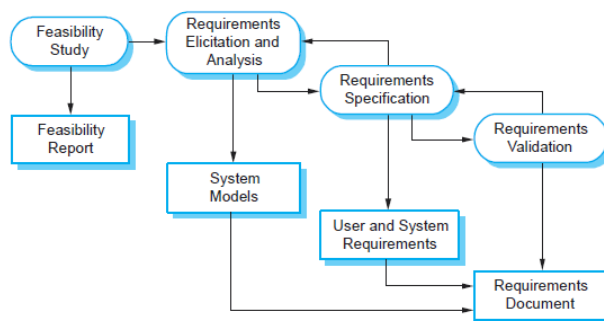 Feasibility
Study
Requirements
Elicitation and
Analysis
Requirements
Specification
Requirements
Validation
Feasibility
Report
System
Models
User and System
Requirements
Requirements
Document